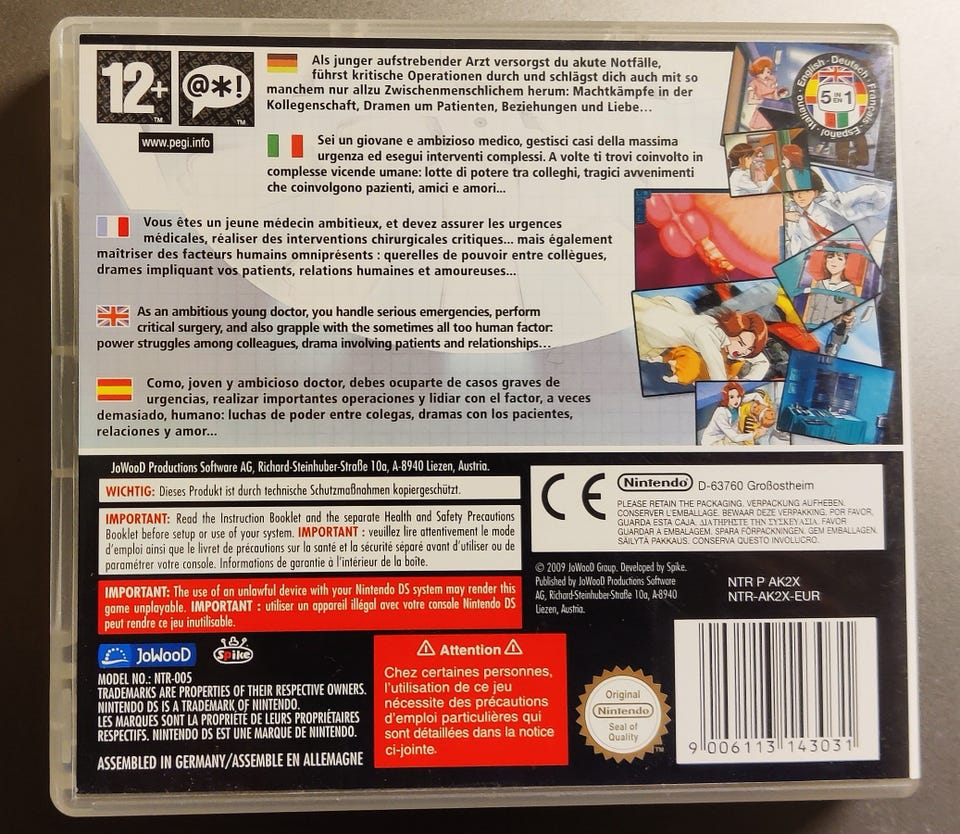 12+
TM
@*!
TM
www.pegi.info
Als junger aufstrebender Arzt versorgst du akute Notfälle,
führst kritische Operationen durch und schlägst dich auch mit so
manchem nur allzu Zwischenmenschlichem herum: Machtkämpfe in der
Kollegenschaft, Dramen um Patienten, Beziehungen und Liebe...
English · Deutsch · Français · Español · Italiano
5 IN 1
Sei un giovane e ambizioso medico, gestisci casi della massima
urgenza ed esegui interventi complessi. A volte ti trovi coinvolto in
complesse vicende umane: lotte di potere tra colleghi, tragici avvenimenti
che coinvolgono pazienti, amici e amori...
Vous êtes un jeune médecin ambitieux, et devez assurer les urgences
médicales, réaliser des interventions chirurgicales critiques... mais également
maîtriser des facteurs humains omniprésents : querelles de pouvoir entre collègues,
drames impliquant vos patients, relations humaines et amoureuses...
As an ambitious young doctor, you handle serious emergencies, perform
critical surgery, and also grapple with the sometimes all too human factor:
power struggles among colleagues, drama involving patients and relationships...
Como, joven y ambicioso doctor, debes ocuparte de casos graves de
urgencias, realizar importantes operaciones y lidiar con el factor, a veces
demasiado, humano: luchas de poder entre colegas, dramas con los pacientes,
relaciones y amor...
JoWooD Productions Software AG, Richard-Steinhuber-Straße 10a, A-8940 Liezen, Austria.
WICHTIG: Dieses Produkt ist durch technische Schutzmaßnahmen kopiergeschützt.
IMPORTANT: Read the Instruction Booklet and the separate Health and Safety Precautions
Booklet before setup or use of your system. IMPORTANT : veuillez lire attentivement le mode
d'emploi ainsi que le livret de précautions sur la santé et la sécurité séparé avant d'utiliser ou de
paramétrer votre console. Informations de garantie à l'intérieur de la boîte.
IMPORTANT: The use of an unlawful device with your Nintendo DS system may render this
game unplayable. IMPORTANT : utiliser un appareil illégal avec votre console Nintendo DS
peut rendre ce jeu inutilisable.
CE
Nintendo D-63760 Großostheim
PLEASE RETAIN THE PACKAGING. VERPACKUNG AUFHEBEN.
CONSERVER L'EMBALLAGE. BEWAAR DEZE VERPAKKING. POR FAVOR,
GUARDA ESTA CAJA. ΔΙΑΤΗΡΗΣΤΕ ΤΗΝ ΣΥΣΚΕΥΑΣΙΑ. FAVOR
GUARDAR A EMBALAGEM. SPARA FÖRPACKNINGEN. GEM EMBALLAGEN.
SÄILYTÄ PAKKAUS. CONSERVA QUESTO INVOLUCRO.
© 2009 JoWooD Group. Developed by Spike.
Published by JoWooD Productions Software
AG, Richard-Steinhuber-Straße 10a, A-8940
Liezen, Austria.
NTR P AK2X
NTR-AK2X-EUR
JoWooD
Spike
MODEL NO.: NTR-005
TRADEMARKS ARE PROPERTIES OF THEIR RESPECTIVE OWNERS.
NINTENDO DS IS A TRADEMARK OF NINTENDO.
LES MARQUES SONT LA PROPRIÉTÉ DE LEURS PROPRIÉTAIRES
RESPECTIFS. NINTENDO DS EST UNE MARQUE DE NINTENDO.
ASSEMBLED IN GERMANY/ASSEMBLE EN ALLEMAGNE
Attention
Chez certaines personnes,
l'utilisation de ce jeu
nécessite des précautions
d'emploi particulières qui
sont détaillées dans la notice
ci-jointe.
Original
Nintendo
Seal of
Quality
TM
9 006113 143031